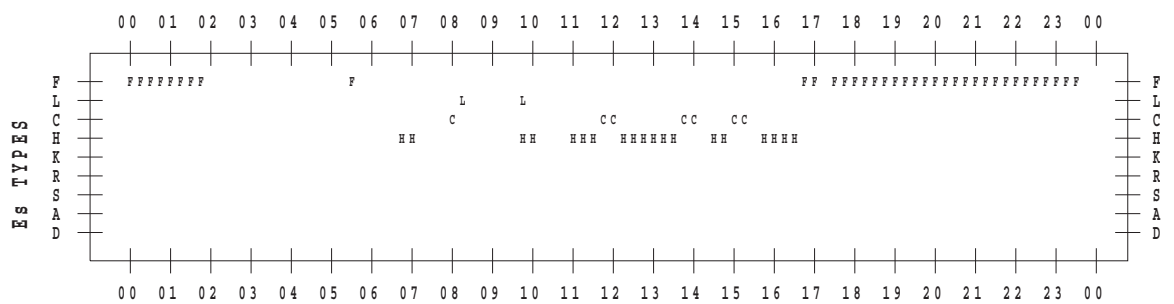 00 01 02 03 04 05 06 07 08 09 10 11 12 13 14 15 16 17 18 19 20 21 22 23 00
F FFFFFFFF F FF FFFFFFFFFFFFFFFFFFFFFFFFF F
L L L L
C C CC CC CC C
H HH HH HHH HHHHHH HH HHHH H
K K
R R
S S
A A
D D
Es TYPES
00 01 02 03 04 05 06 07 08 09 10 11 12 13 14 15 16 17 18 19 20 21 22 23 00